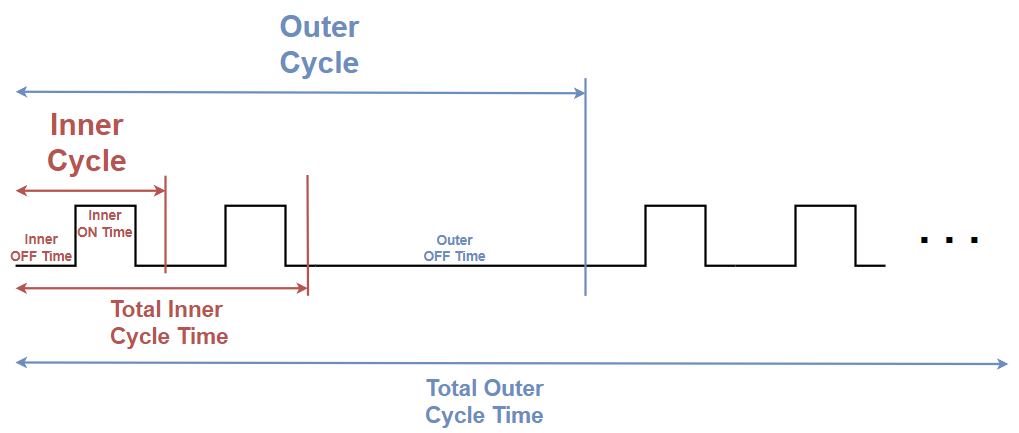 Outer
Cycle
Inner
Cycle
Inner
ON Time
Inner
OFF Time
Outer
OFF Time
Total Inner
Cycle Time
Total Outer
Cycle Time